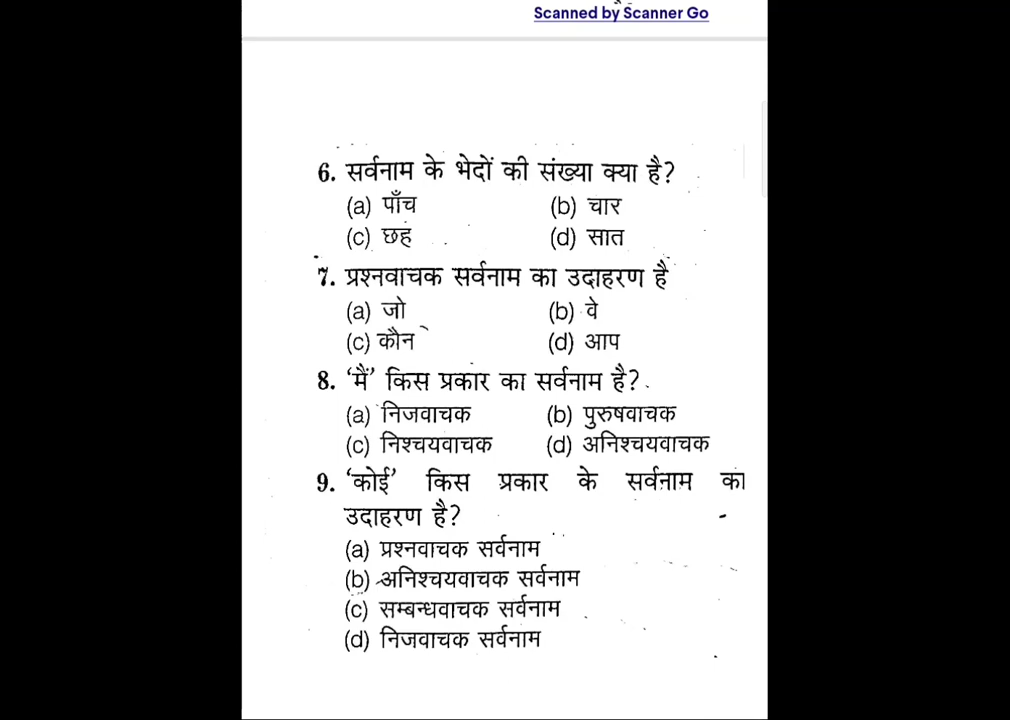 Scanned by Scanner Go
6. सर्वनाम के भेदों की संख्या क्या है?
(a) पाँच (b) चार
(c) छह (d) सात
7. प्रश्नवाचक सर्वनाम का उदाहरण है
(a) जो (b) वे
(c) कौन (d) आप
8. ‘मैं’ किस प्रकार का सर्वनाम है?
(a) निजवाचक (b) पुरुषवाचक
(c) निश्चयवाचक (d) अनिश्चयवाचक
9. ‘कोई’ किस प्रकार के सर्वनाम का
उदाहरण है?
(a) प्रश्नवाचक सर्वनाम
(b) अनिश्चयवाचक सर्वनाम
(c) सम्बन्धवाचक सर्वनाम
(d) निजवाचक सर्वनाम